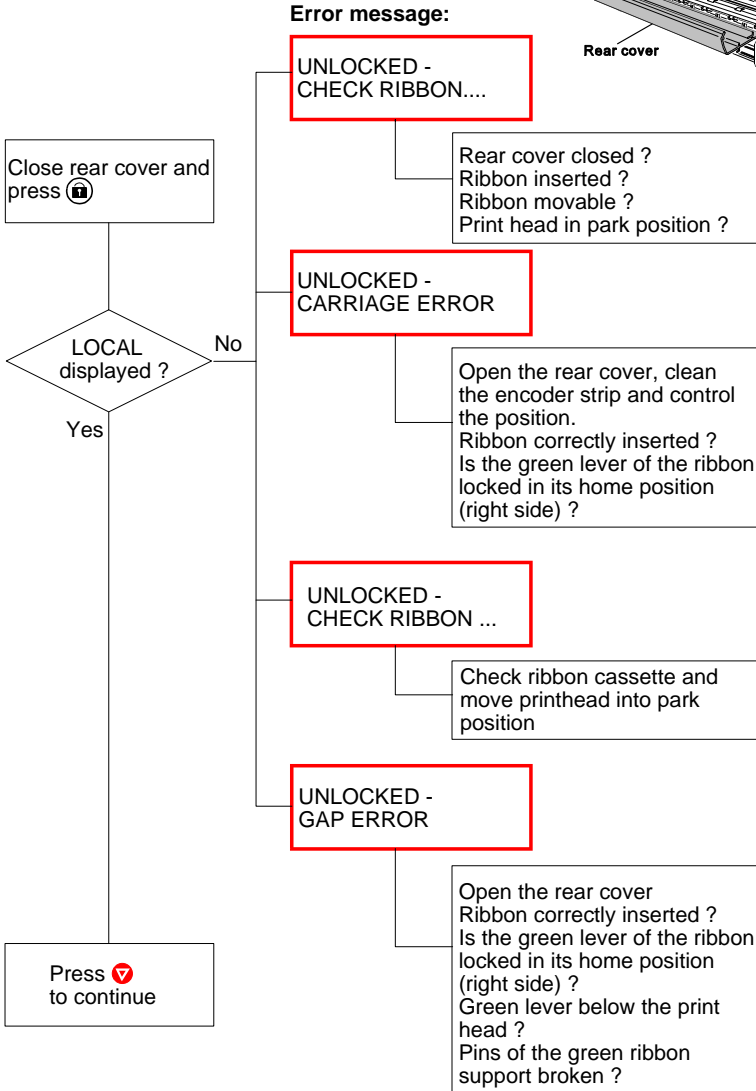 Error message:
Rear cover
UNLOCKED -
CHECK RIBBON....
Close rear cover and
press
Rear cover closed ?
Ribbon inserted ?
Ribbon movable ?
Print head in park position ?
UNLOCKED -
CARRIAGE ERROR
LOCAL
displayed ?
No
Yes
Open the rear cover, clean
the encoder strip and control
the position.
Ribbon correctly inserted ?
Is the green lever of the ribbon
locked in its home position
(right side) ?
UNLOCKED -
CHECK RIBBON ...
Check ribbon cassette and
move printhead into park
position
UNLOCKED -
GAP ERROR
Open the rear cover
Ribbon correctly inserted ?
Is the green lever of the ribbon
locked in its home position
(right side) ?
Green lever below the print
head ?
Pins of the green ribbon
support broken ?
Press
to continue